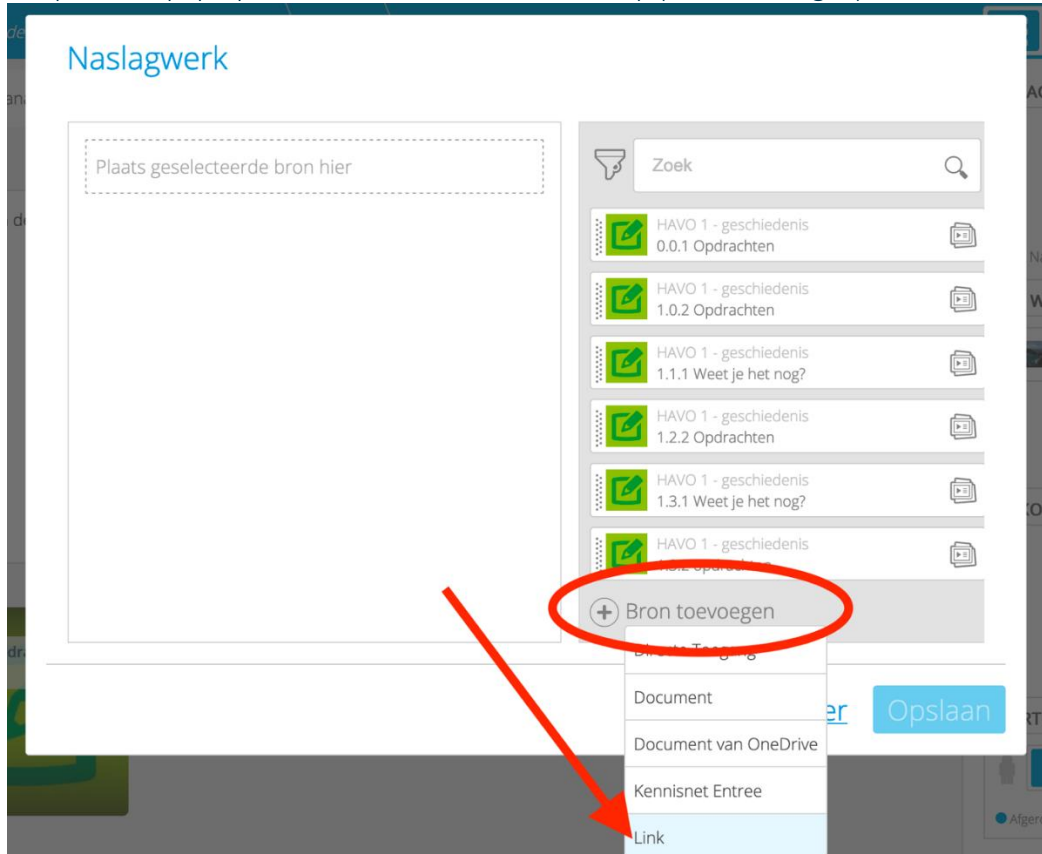 Naslagwerk
Plaats geselecteerde bron hier
Zoek
HAVO 1 - geschiedenis
0.0.1 Opdrachten
HAVO 1 - geschiedenis
1.0.2 Opdrachten
HAVO 1 - geschiedenis
1.1.1 Weet je het nog?
HAVO 1 - geschiedenis
1.2.2 Opdrachten
HAVO 1 - geschiedenis
1.3.1 Weet je het nog?
HAVO 1 - geschiedenis
Bron toevoegen
Directe Toegang
Document
er
Opslaan
Document van OneDrive
Kennisnet Entree
Link